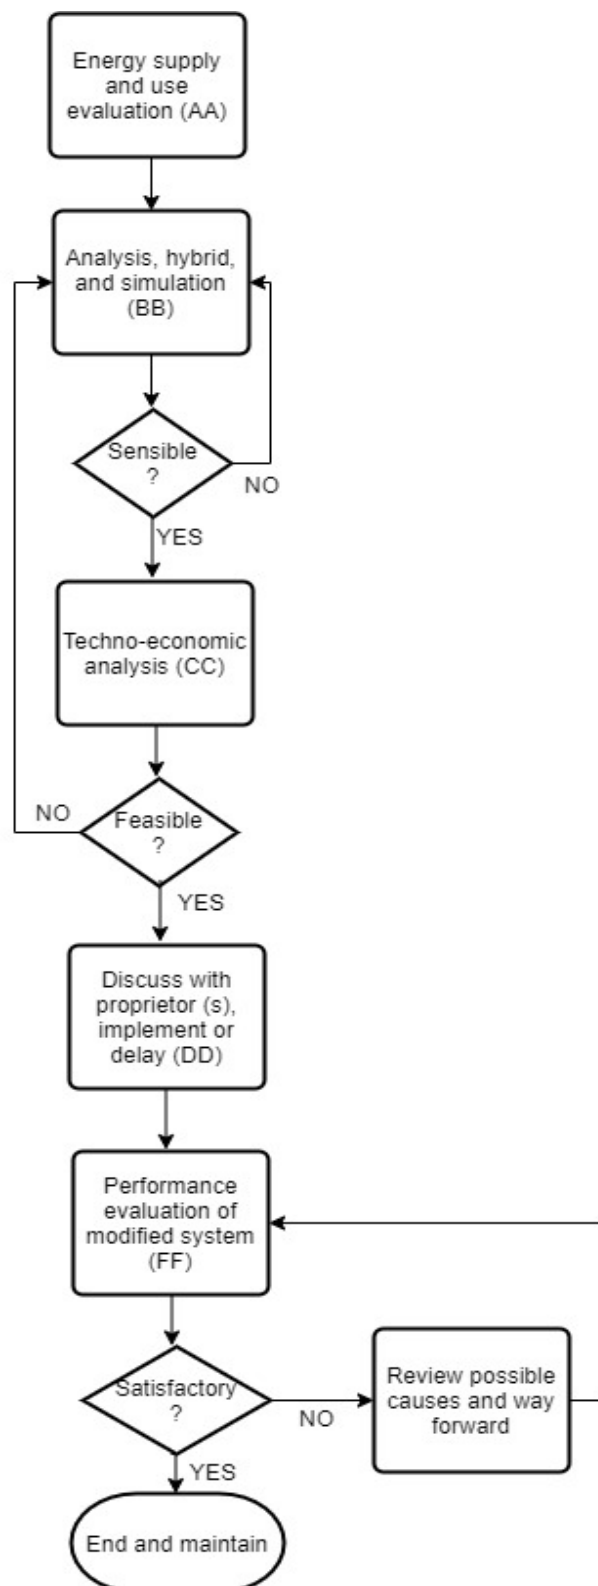 Energy supply
and use
evaluation (AA)
Analysis, hybrid,
and simulation
(BB)
Sensible
?
NO
YES
Techno-economic
analysis (CC)
Feasible
?
NO
YES
Discuss with
proprietor (s),
implement or
delay (DD)
Performance
evaluation of
modified system
(FF)
Satisfactory
?
NO
Review possible
causes and way
forward
YES
End and maintain